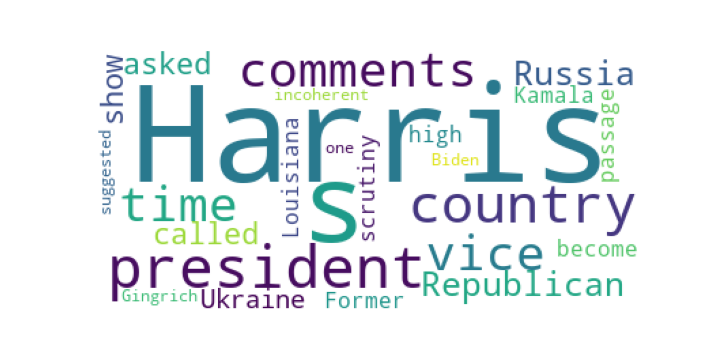 asked
show
comments
Russia
incoherent
Kamala
Harris
passage
suggested
Louisiana
one
scrutiny
high
Biden
s
time
country
called
president
vice
become
Republican
Gingrich
Ukraine
Former